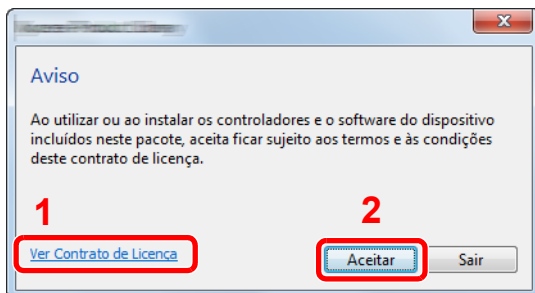 Aviso
Ao utilizar ou ao instalar os controladores e o software do dispositivo
incluídos neste pacote, aceita ficar sujeito aos termos e às condições
deste contrato de licença.
1
2
Ver Contrato de Licença
Aceitar
Sair